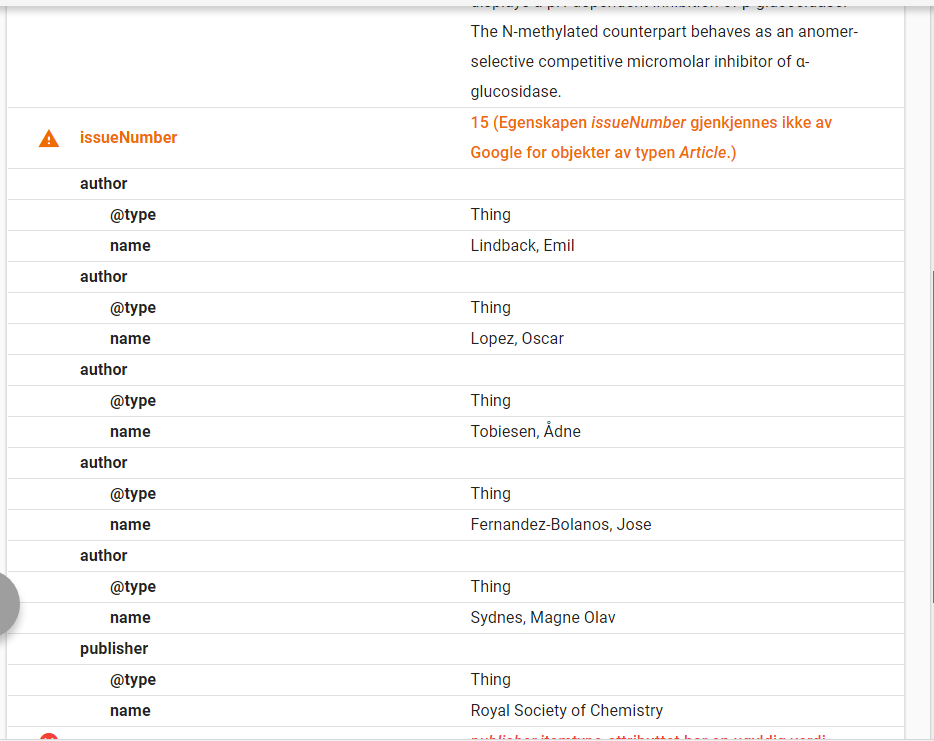 The N-methylated counterpart behaves as an anomer-
selective competitive micromolar inhibitor of α-
glucosidase.
issueNumber
15 (Egenskapen issueNumber gjenkjennes ikke av
Google for objekter av typen Article.)
author
@type Thing
name Lindback, Emil
author
@type Thing
name Lopez, Oscar
author
@type Thing
name Tobiesen, Ådne
author
@type Thing
name Fernandez-Bolanos, Jose
author
@type Thing
name Sydnes, Magne Olav
publisher
@type Thing
name Royal Society of Chemistry